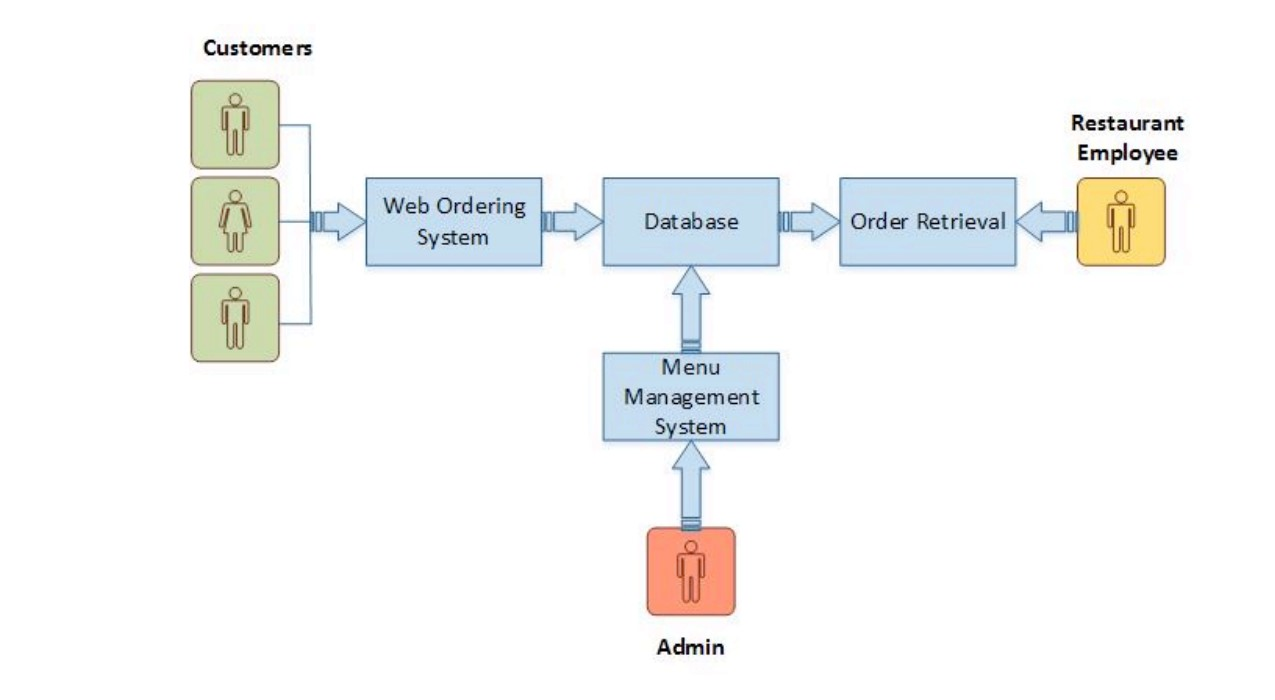 Customers
Restaurant
Employee
Web Ordering
System
Database
Order Retrieval
Menu
Management
System
Admin